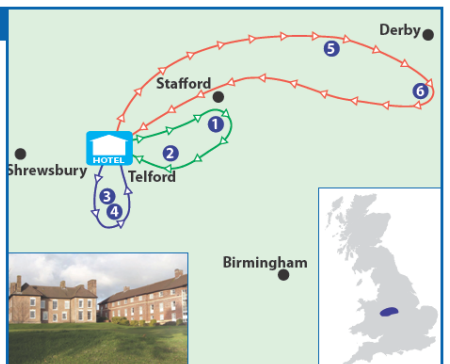 Derby
5
Stafford
6
1
HOTEL
2
Shrewsbury
Telford
3
4
Birmingham